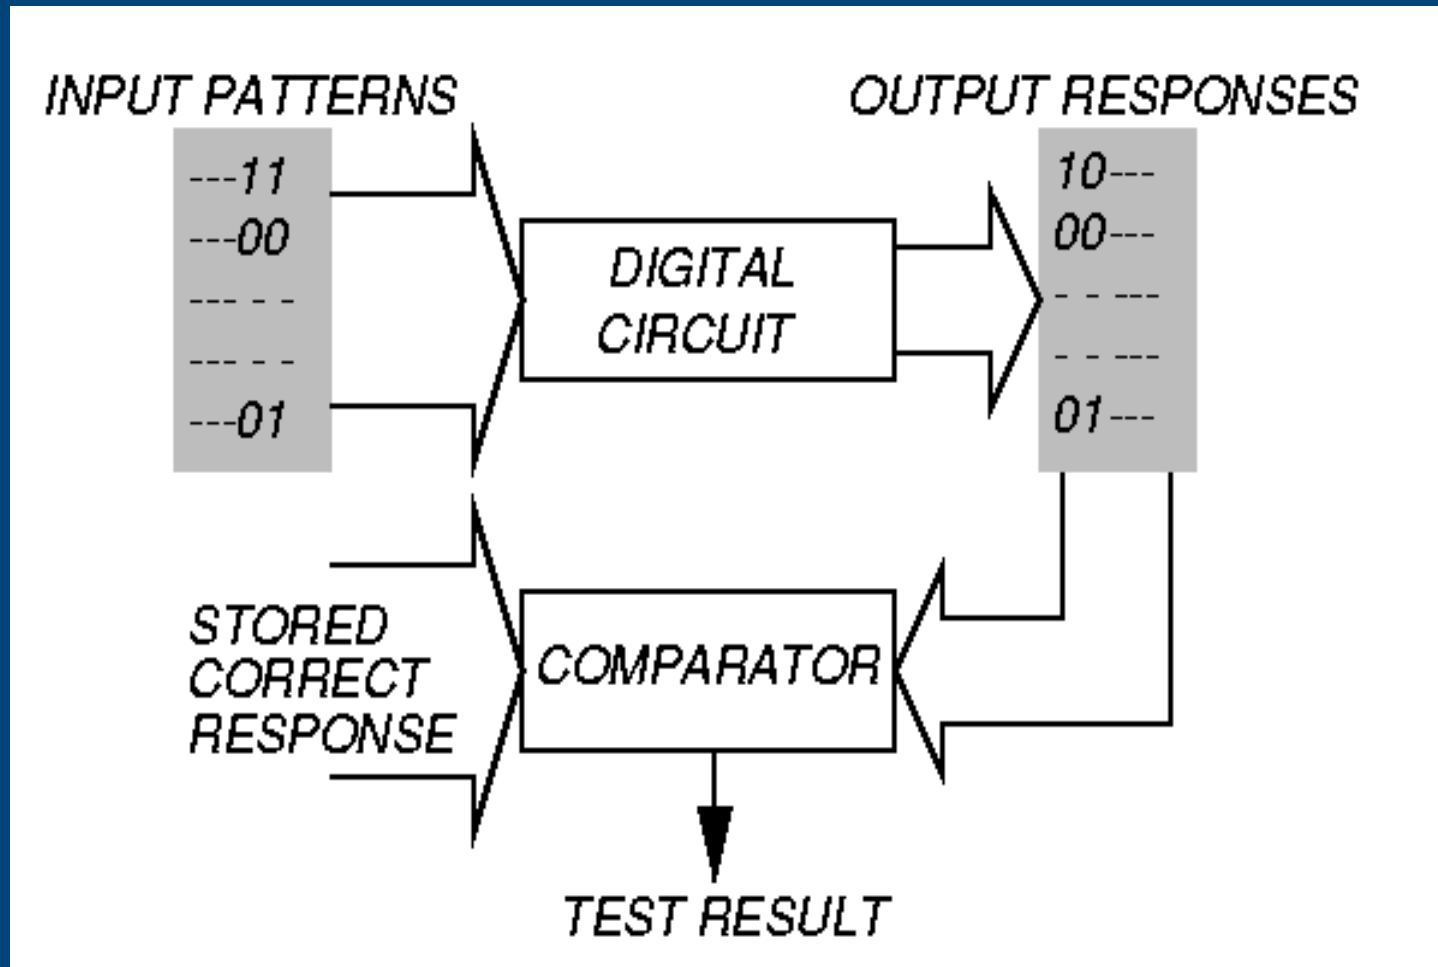 INPUT PATTERNS
---11
---00
--- - -
--- - -
---01
DIGITAL
CIRCUIT
OUTPUT RESPONSES
10---
00---
- - ---
- - ---
01---
STORED
CORRECT
RESPONSE
COMPARATOR
TEST RESULT